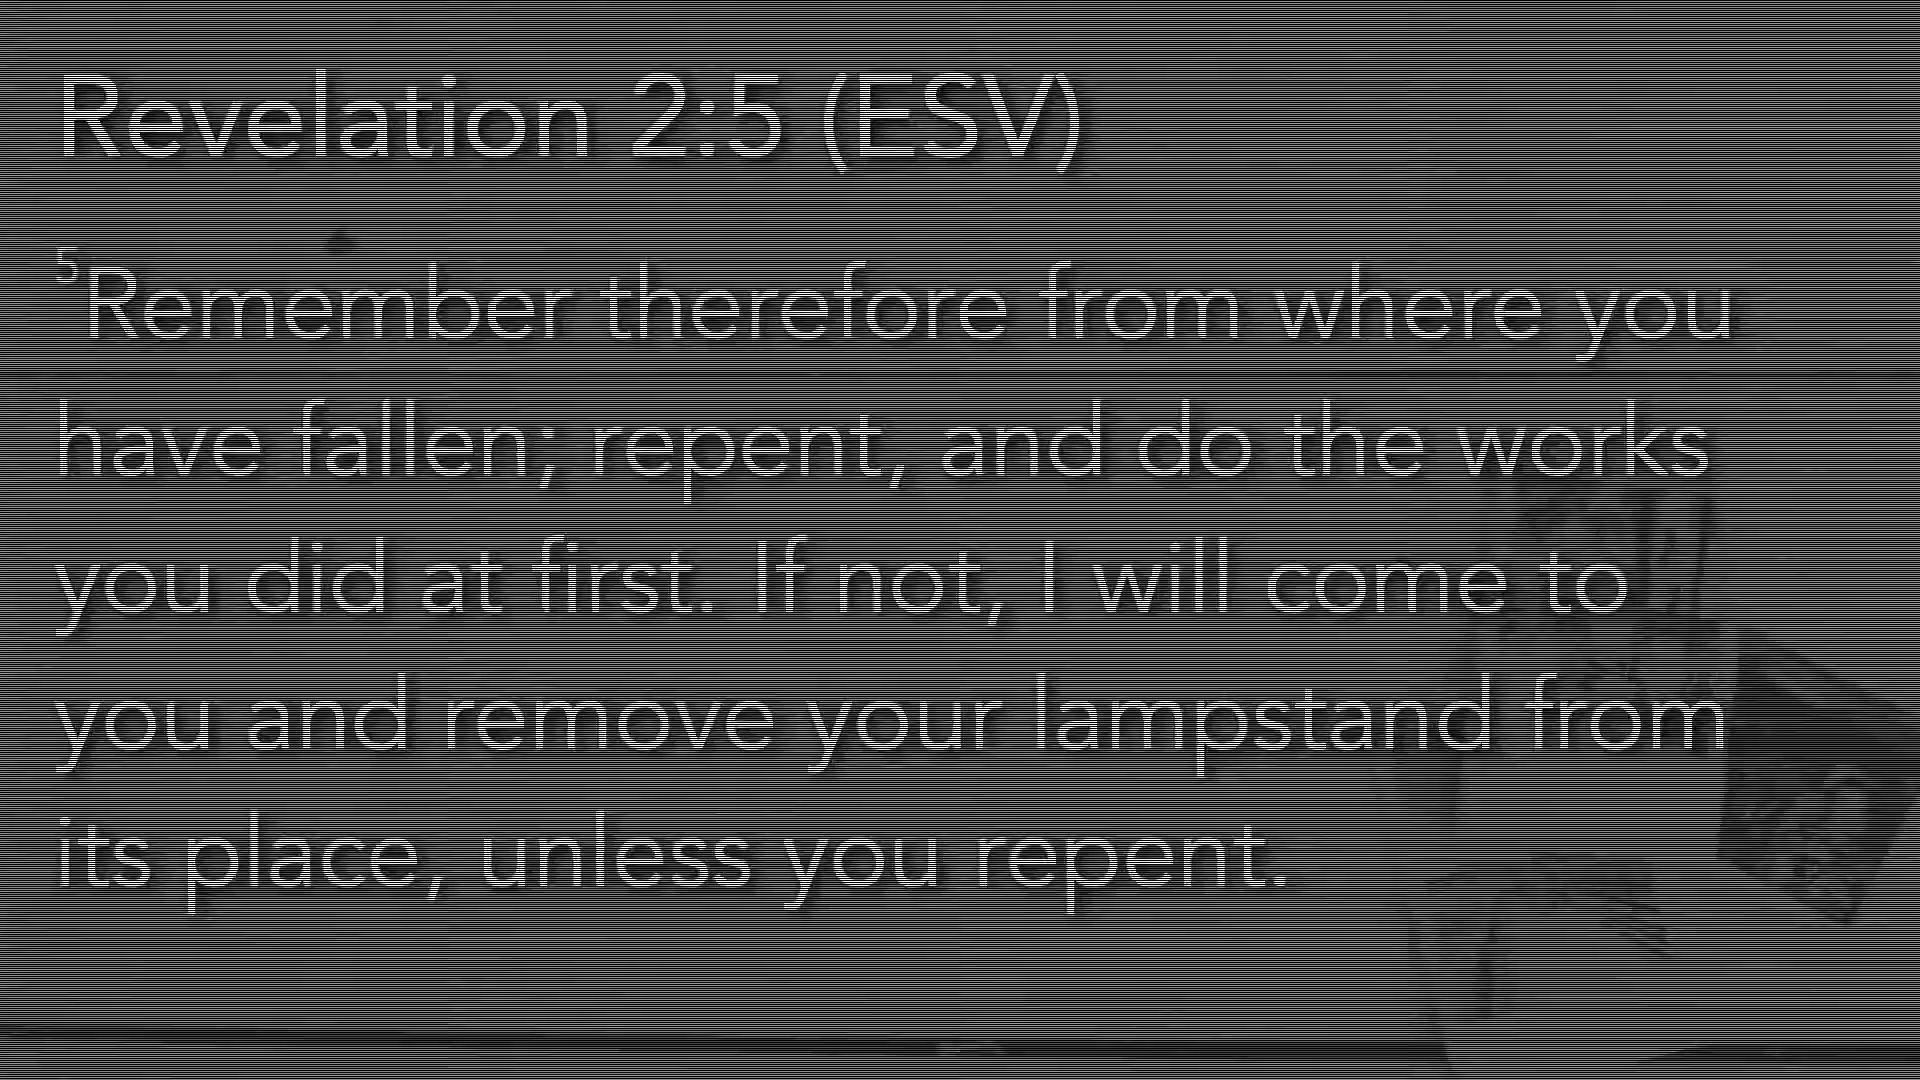 Revelation 2:5 (ESV)
5Remember therefore from where you
have fallen; repent, and do the works
you did at first. If not, I will come to
you and remove your lampstand from
its place, unless you repent.